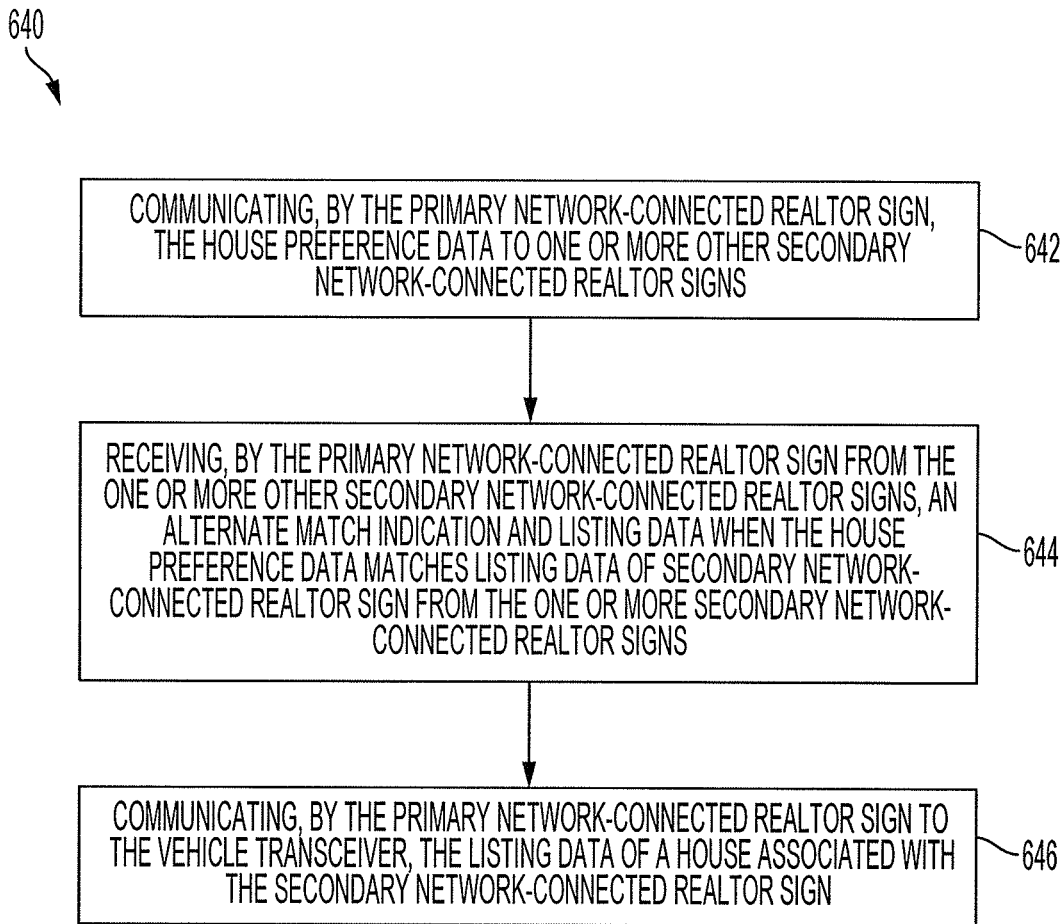 640
COMMUNICATING, BY THE PRIMARY NETWORK-CONNECTED REALTOR SIGN,
THE HOUSE PREFERENCE DATA TO ONE OR MORE OTHER SECONDARY
NETWORK-CONNECTED REALTOR SIGNS
642
RECEIVING, BY THE PRIMARY NETWORK-CONNECTED REALTOR SIGN FROM THE
ONE OR MORE OTHER SECONDARY NETWORK-CONNECTED REALTOR SIGNS, AN
ALTERNATE MATCH INDICATION AND LISTING DATA WHEN THE HOUSE
PREFERENCE DATA MATCHES LISTING DATA OF SECONDARY NETWORK-
CONNECTED REALTOR SIGN FROM THE ONE OR MORE SECONDARY NETWORK-
CONNECTED REALTOR SIGNS
644
COMMUNICATING, BY THE PRIMARY NETWORK-CONNECTED REALTOR SIGN TO
THE VEHICLE TRANSCEIVER, THE LISTING DATA OF A HOUSE ASSOCIATED WITH
THE SECONDARY NETWORK-CONNECTED REALTOR SIGN
646